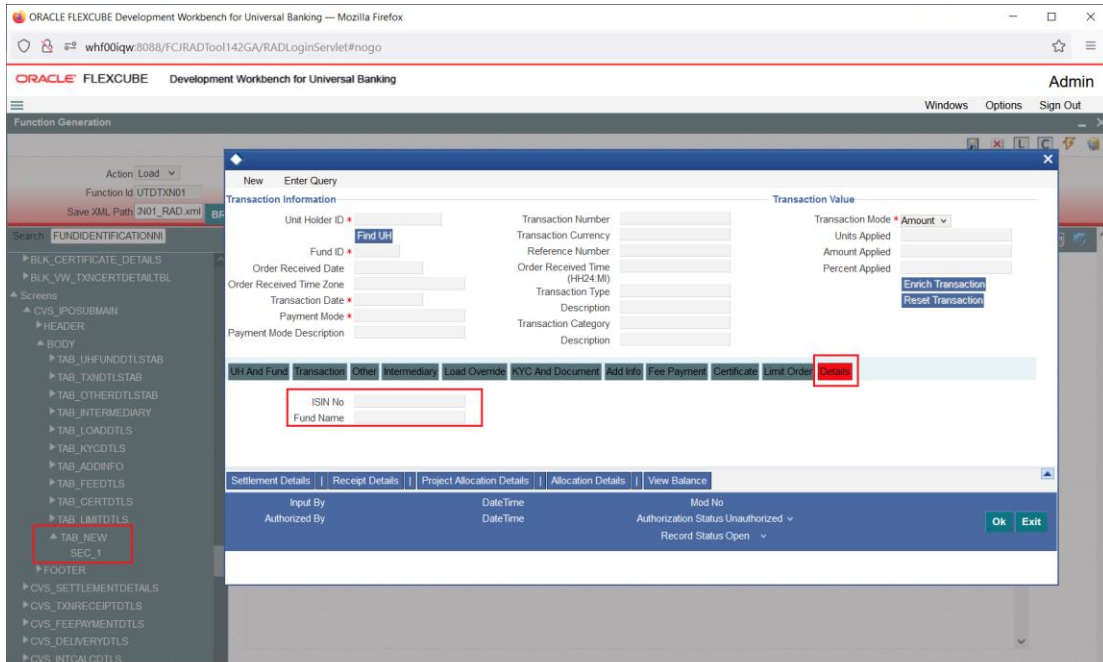 ORACLE FLEXCUBE Development Workbench for Universal Banking — Mozilla Firefox
whf00iqw:8088/FCJRADTool142GA/RADLoginServlet#nogo
ORACLE FLEXCUBE Development Workbench for Universal Banking Admin
Windows Options Sign Out
Function Generation
L C
Action Load
Function Id UTDTXN01
Save XML Path 2N01_RAD.xml BR
Search FUNDIDENTIFICATIONN
BLK_CERTIFICATE_DETAILS
BLK_VW_TXNCERTDETAILTBL
Screens
CVS_IPOSUBMAIN
HEADER
BODY
TAB_UHFUNDDTLSTAB
TAB_TXNDTLSTAB
TAB_OTHERDTLSTAB
TAB_INTERMEDIARY
TAB_LOADDTLS
TAB_KYCDTLS
TAB_ADDINFO
TAB_FEEDTLS
TAB_CERTDTLS
TAB_LIMITDTLS
TAB_NEW
SEC_1
FOOTER
CVS_SETTLEMENTDETAILS
CVS_TXNRECEIPTDTLS
CVS_FEEPAYMENTDTLS
CVS_DELIVERYDTLS
CVS_INTCALCDTLS
New Enter Query
Transaction Information
Unit Holder ID *
Find UH
Fund ID *
Order Received Date
Order Received Time Zone
Transaction Date *
Payment Mode *
Payment Mode Description
Transaction Number
Transaction Currency
Reference Number
Order Received Time
(HH24:MI)
Transaction Type
Description
Transaction Category
Description
Transaction Value
Transaction Mode * Amount
Units Applied
Amount Applied
Percent Applied
Enrich Transaction
Reset Transaction
UH And Fund Transaction Other Intermediary Load Override KYC And Document Add Info Fee Payment Certificate Limit Order Details
ISIN No
Fund Name
Settlement Details | Receipt Details | Project Allocation Details | Allocation Details | View Balance
Input By DateTime Mod No
Authorized By DateTime Authorization Status Unauthorized
Record Status Open
Ok Exit